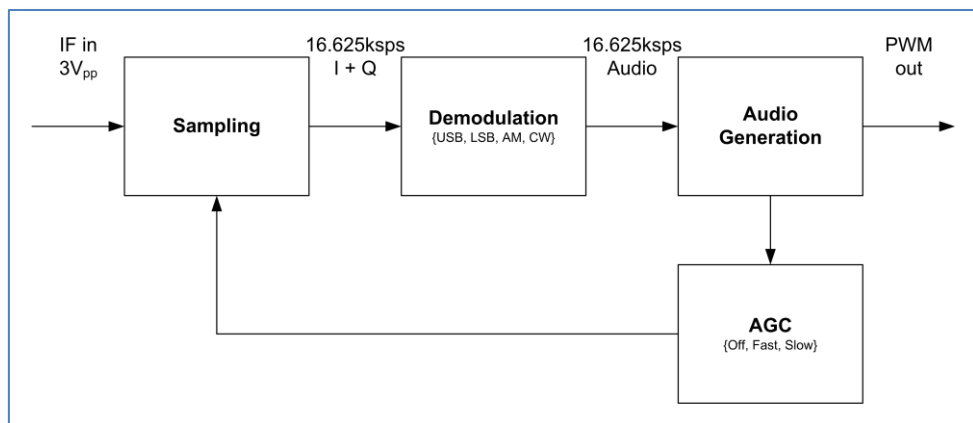 IF in
3Vpp
16.625ksps
I + Q
16.625ksps
Audio
PWM
out
Sampling
Demodulation
{USB, LSB, AM, CW}
Audio
Generation
AGC
{Off, Fast, Slow}